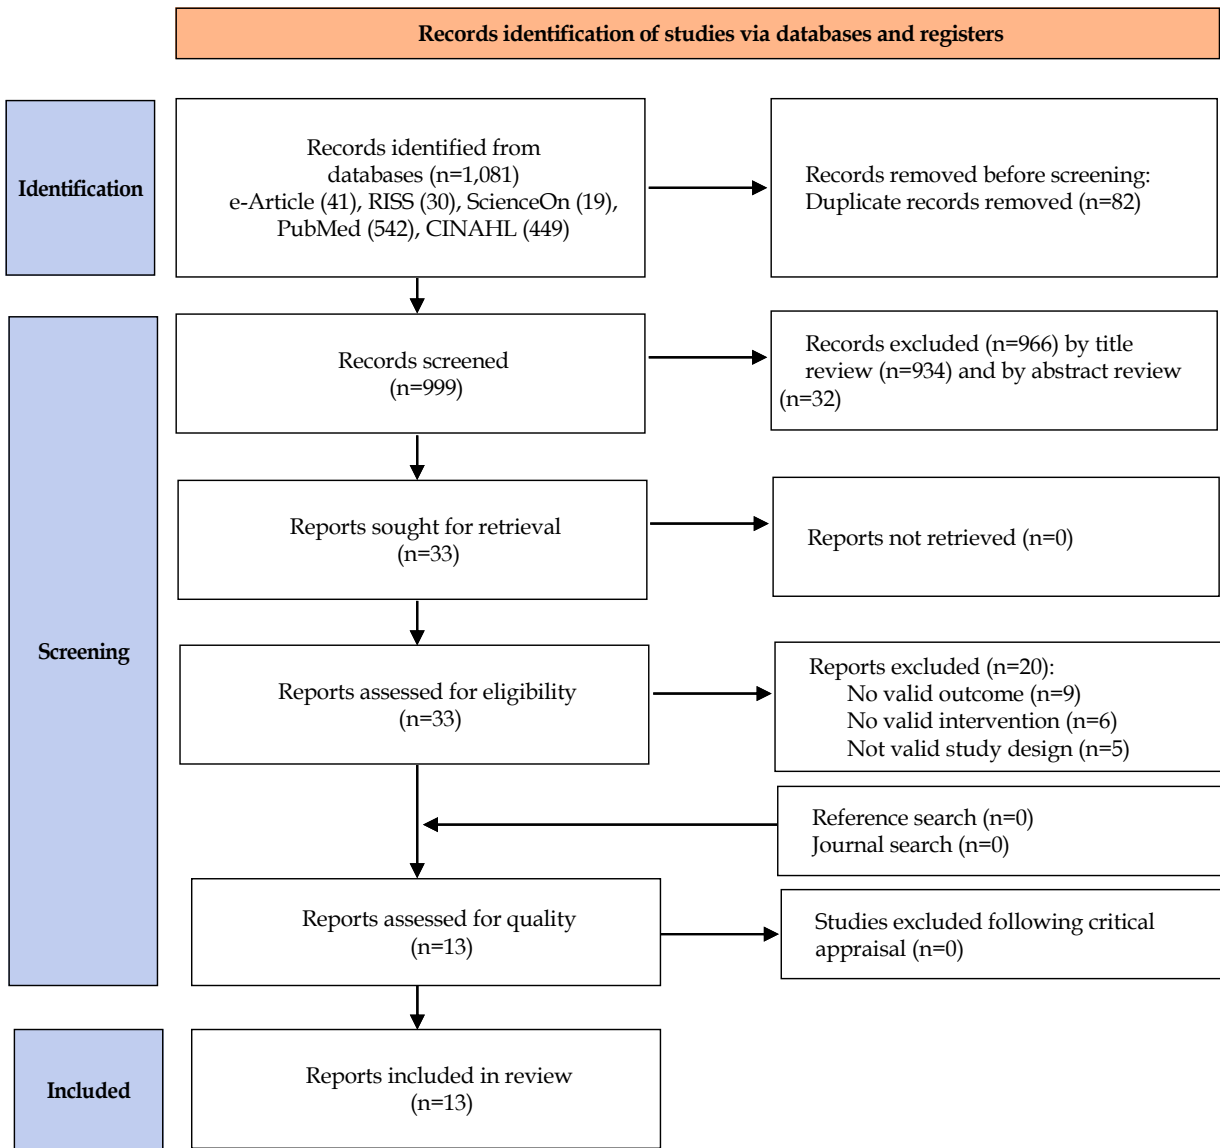 Records identification of studies via databases and registers
Identification
Records identified from
databases (n=1,081)
e-Article (41), RISS (30), ScienceOn (19),
PubMed (542), CINAHL (449)
Records removed before screening:
Duplicate records removed (n=82)
Screening
Records screened
(n=999)
Records excluded (n=966) by title
review (n=934) and by abstract review
(n=32)
Reports sought for retrieval
(n=33)
Reports not retrieved (n=0)
Reports assessed for eligibility
(n=33)
Reports excluded (n=20):
No valid outcome (n=9)
No valid intervention (n=6)
Not valid study design (n=5)
Reference search (n=0)
Journal search (n=0)
Reports assessed for quality
(n=13)
Studies excluded following critical
appraisal (n=0)
Included
Reports included in review
(n=13)